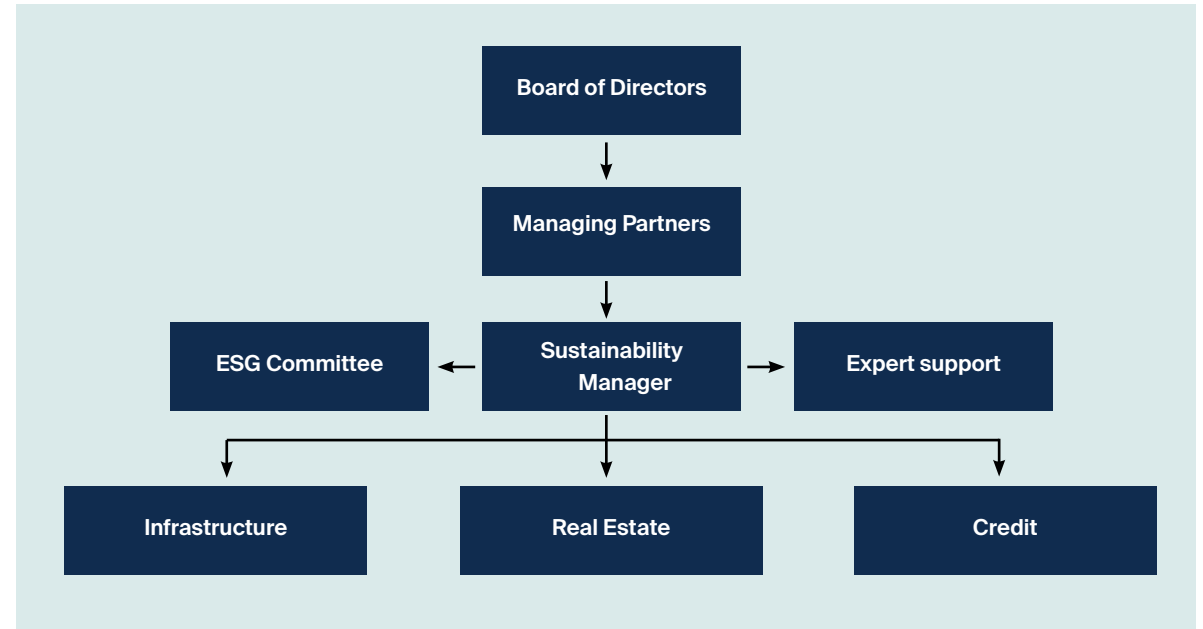 Board of Directors
Managing Partners
ESG Committee
Sustainability
Manager
Expert support
Infrastructure
Real Estate
Credit